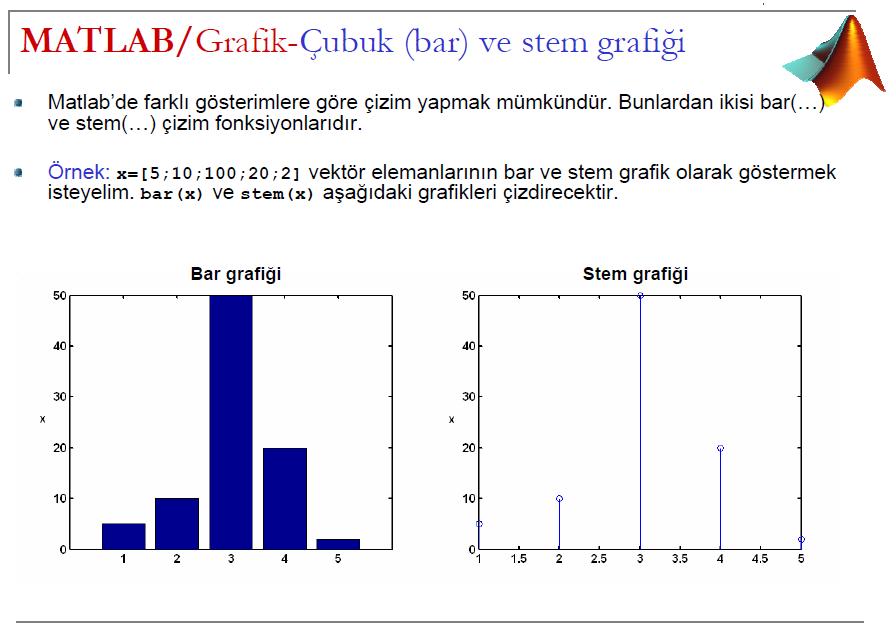 MATLAB/Grafik-Çubuk (bar) ve stem grafiği
Matlab'de farklı gösterimlere göre çizim yapmak mümkündür. Bunlardan ikisi bar(…)
ve stem(…) çizim fonksiyonlarıdır.
Örnek: x=[5;10;100;20;2] vektör elemanlarının bar ve stem grafik olarak göstermek
isteyelim. bar(x) ve stem(x) aşağıdaki grafikleri çizdirecektir.
Bar grafiği
50
40
30
x
20
10
0
1 2 3 4 5
Stem grafiği
50
40
30
x
20
10
0
1 1.5 2 2.5 3 3.5 4 4.5 5